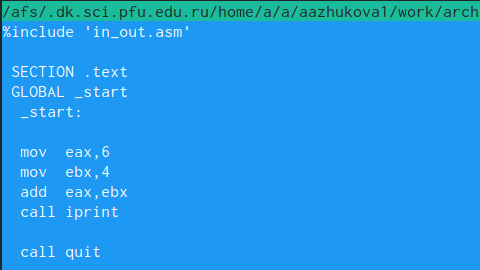 /afs/.dk.sci.pfu.edu.ru/home/a/a/aazhukova1/work/arch
%include 'in_out.asm'
SECTION .text
GLOBAL _start
_start:
mov eax,6
mov ebx,4
add eax,ebx
call iprint
call quit